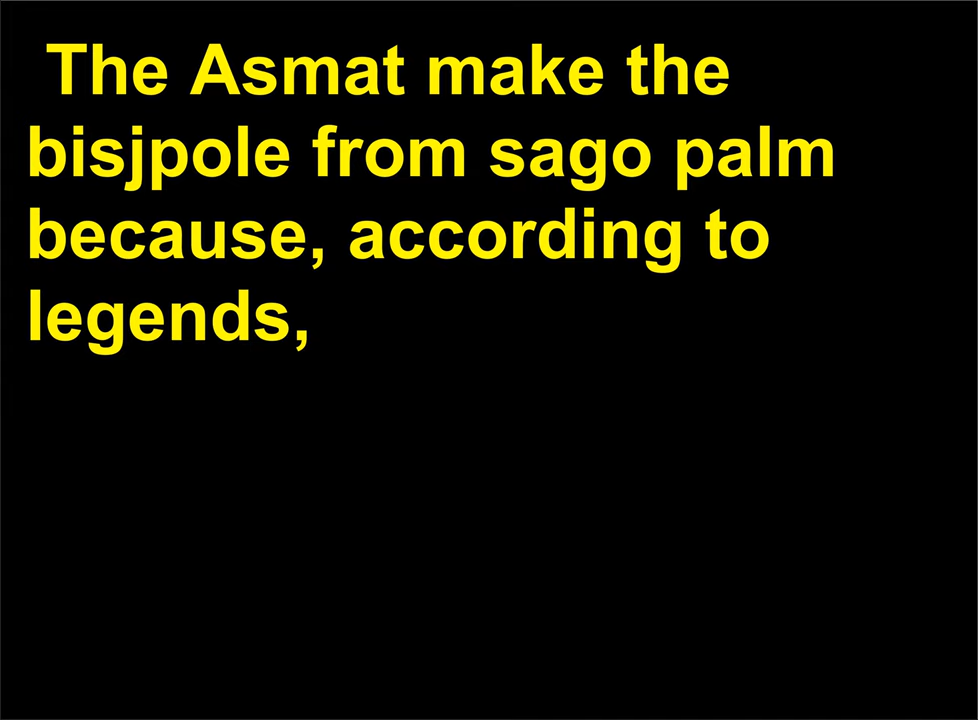 The Asmat make the
bisjpole from sago palm
because, according to
legends,